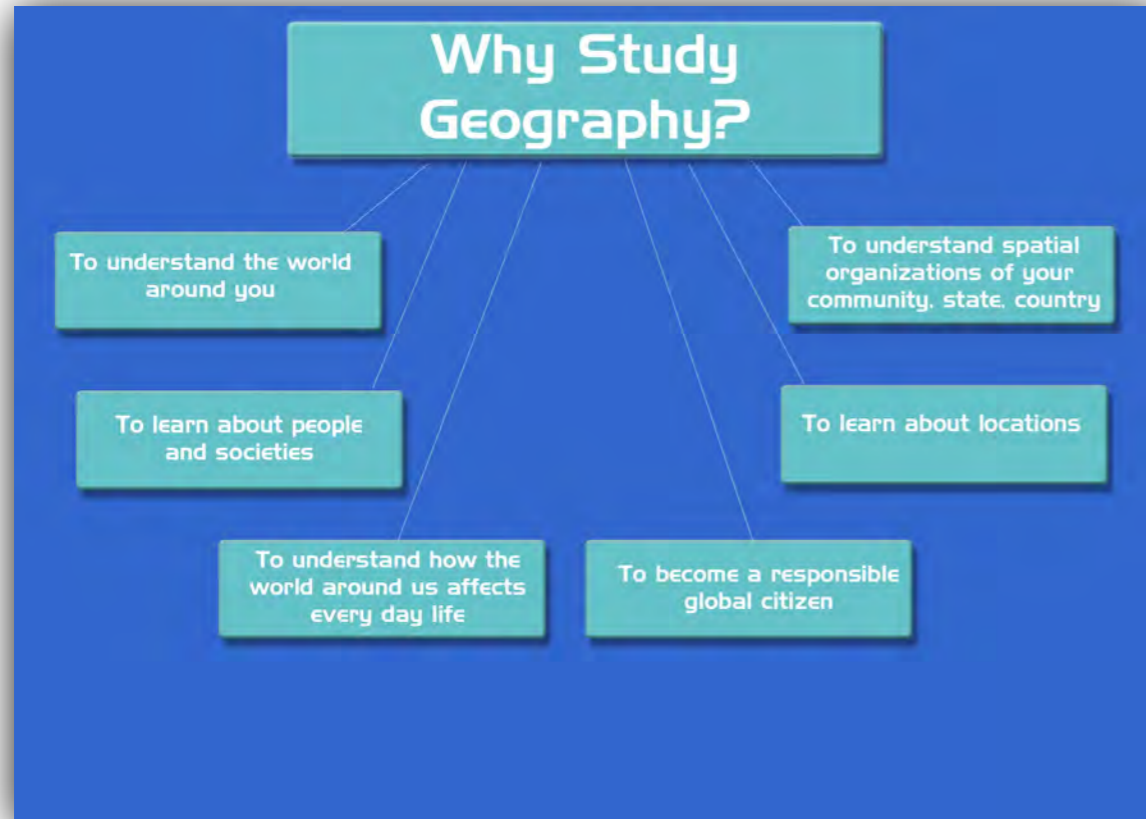 Why Study
Geography?
To understand the world
around you
To learn about people
and societies
To understand how the
world around us affects
every day life
To become a responsible
global citizen
To learn about locations
To understand spatial
organizations of your
community, state, country